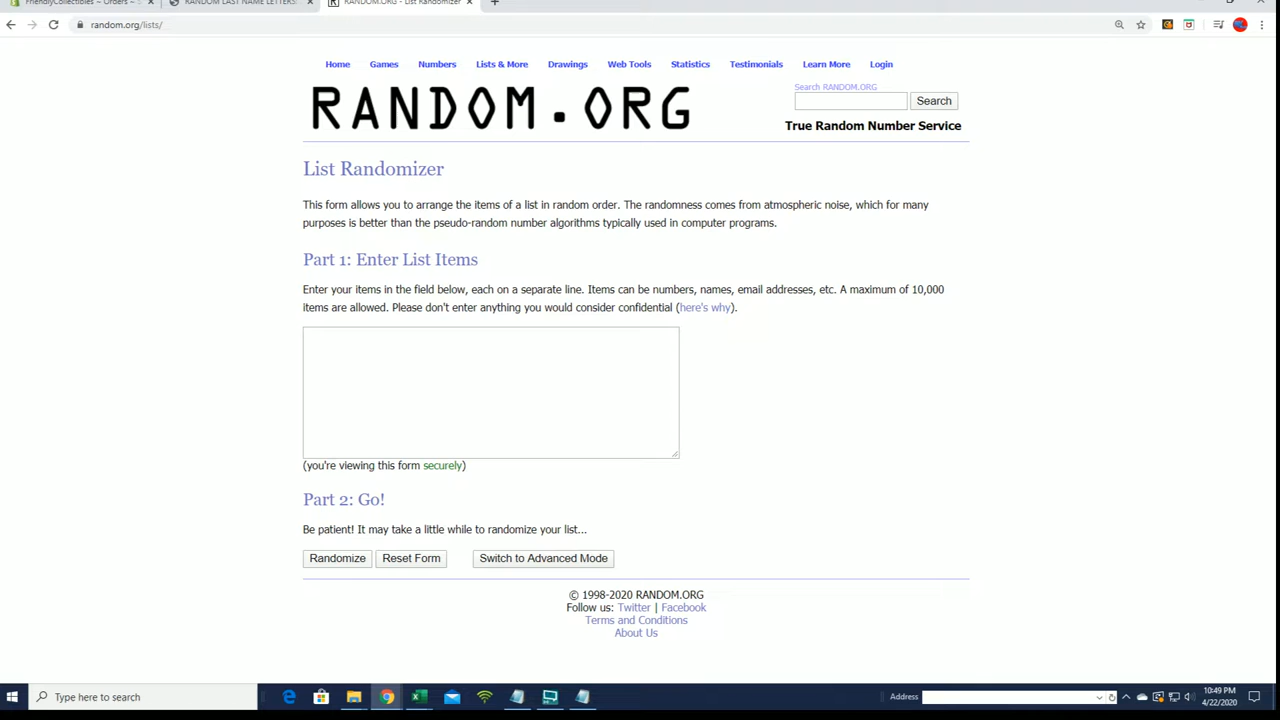 FriendlyCollectibles – Orders – S
RANDOM LAST NAME LETTERS:
RANDOM.ORG - List Randomizer
random.org/lists/
Home Games Numbers Lists & More Drawings Web Tools Statistics Testimonials Learn More Login
RANDOM.ORG
Search RANDOM.ORG
Search
True Random Number Service
List Randomizer
This form allows you to arrange the items of a list in random order. The randomness comes from atmospheric noise, which for many
purposes is better than the pseudo-random number algorithms typically used in computer programs.
Part 1: Enter List Items
Enter your items in the field below, each on a separate line. Items can be numbers, names, email addresses, etc. A maximum of 10,000
items are allowed. Please don't enter anything you would consider confidential (here's why).
(you're viewing this form securely)
Part 2: Go!
Be patient! It may take a little while to randomize your list...
Randomize Reset Form Switch to Advanced Mode
© 1998-2020 RANDOM.ORG
Follow us: Twitter | Facebook
Terms and Conditions
About Us
Type here to search
Address
10:49 PM
4/22/2020